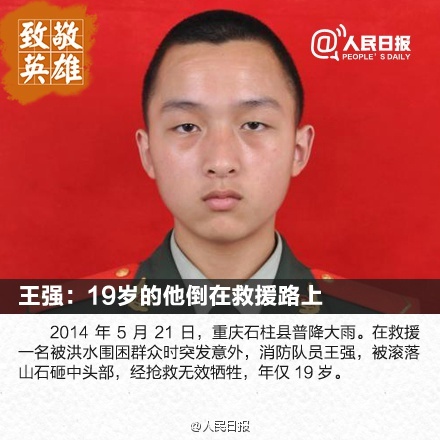 致敬
英雄
@人民日报
PEOPLE'S DAILY
王强：19岁的他倒在救援路上
2014 年 5 月 21 日，重庆石柱县普降大雨。在救援
一名被洪水围困群众时突发意外，消防队员王强，被滚落
山石砸中头部，经抢救无效牺牲，年仅 19 岁。
@人民日报